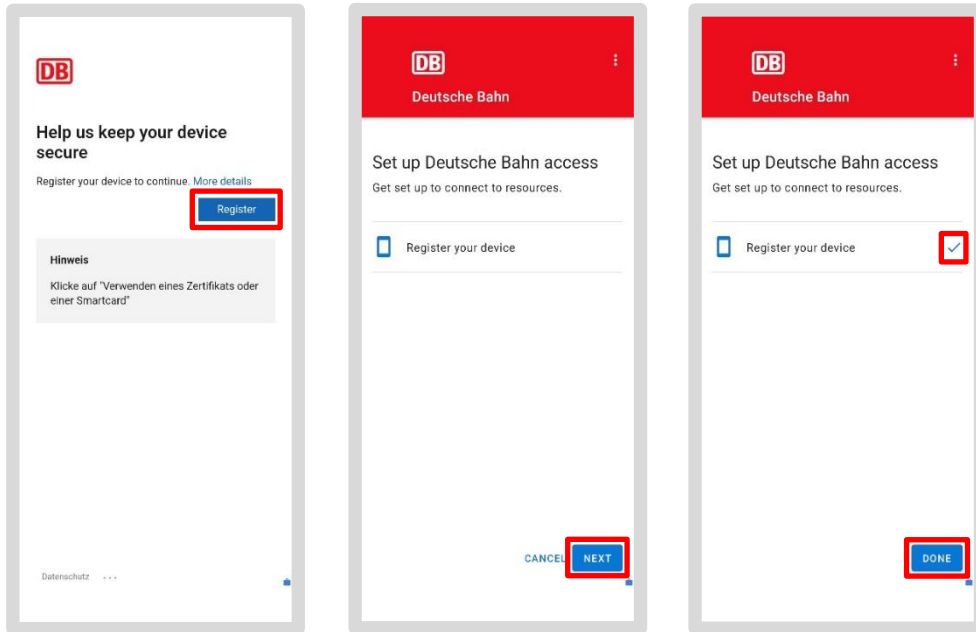 DB
Help us keep your device
secure
Register your device to continue. More details
Register
Hinweis
Klicke auf "Verwenden eines Zertifikats oder
einer Smartcard"
Datenschutz ...
DB
Deutsche Bahn
Set up Deutsche Bahn access
Get set up to connect to resources.
Register your device
CANCEL NEXT
DB
Deutsche Bahn
Set up Deutsche Bahn access
Get set up to connect to resources.
Register your device
DONE